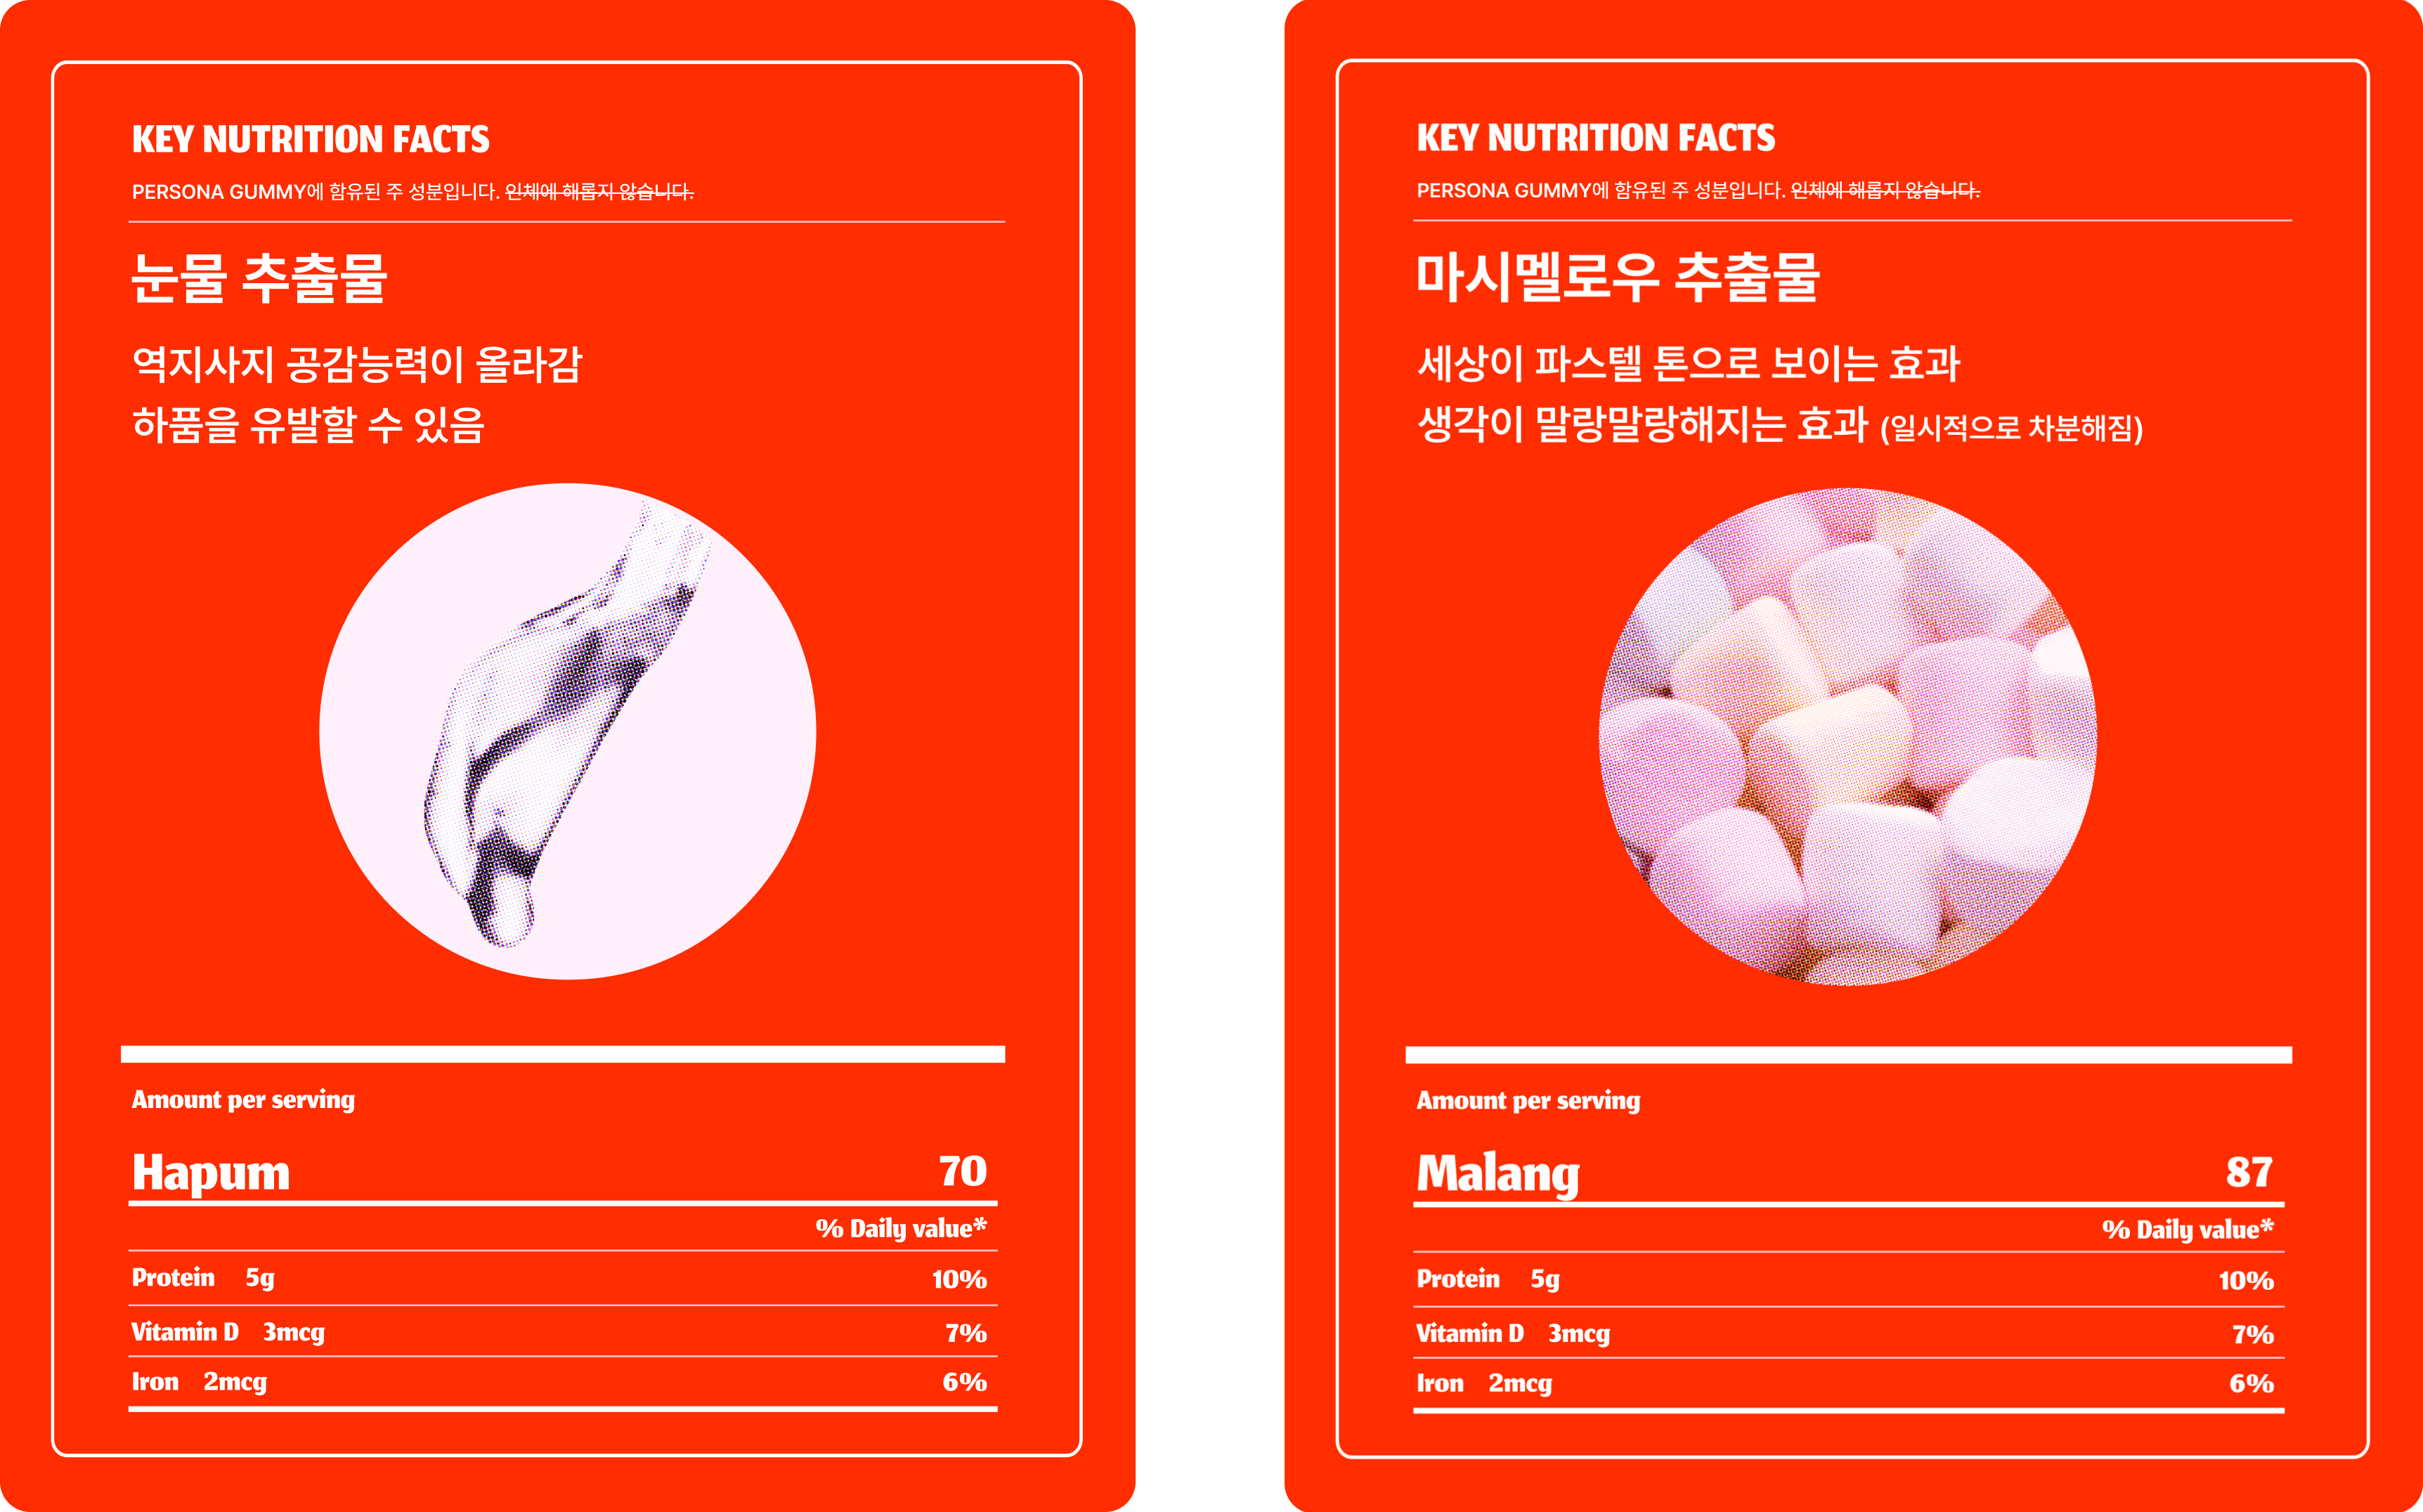 KEY NUTRITION FACTS
PERSONA GUMMY에 함유된 주 성분입니다. 인체에 해롭지 않습니다.
눈물 추출물
역지사지 공감능력이 올라감
하품을 유발할 수 있음
Amount per serving
Hapum 70
% Daily value*
Protein 5g 10%
Vitamin D 3mcg 7%
Iron 2mcg 6%
KEY NUTRITION FACTS
PERSONA GUMMY에 함유된 주 성분입니다. 인체에 해롭지 않습니다.
마시멜로우 추출물
세상이 파스텔 톤으로 보이는 효과
생각이 말랑말랑해지는 효과 (일시적으로 차분해짐)
Amount per serving
Malang 87
% Daily value*
Protein 5g 10%
Vitamin D 3mcg 7%
Iron 2mcg 6%